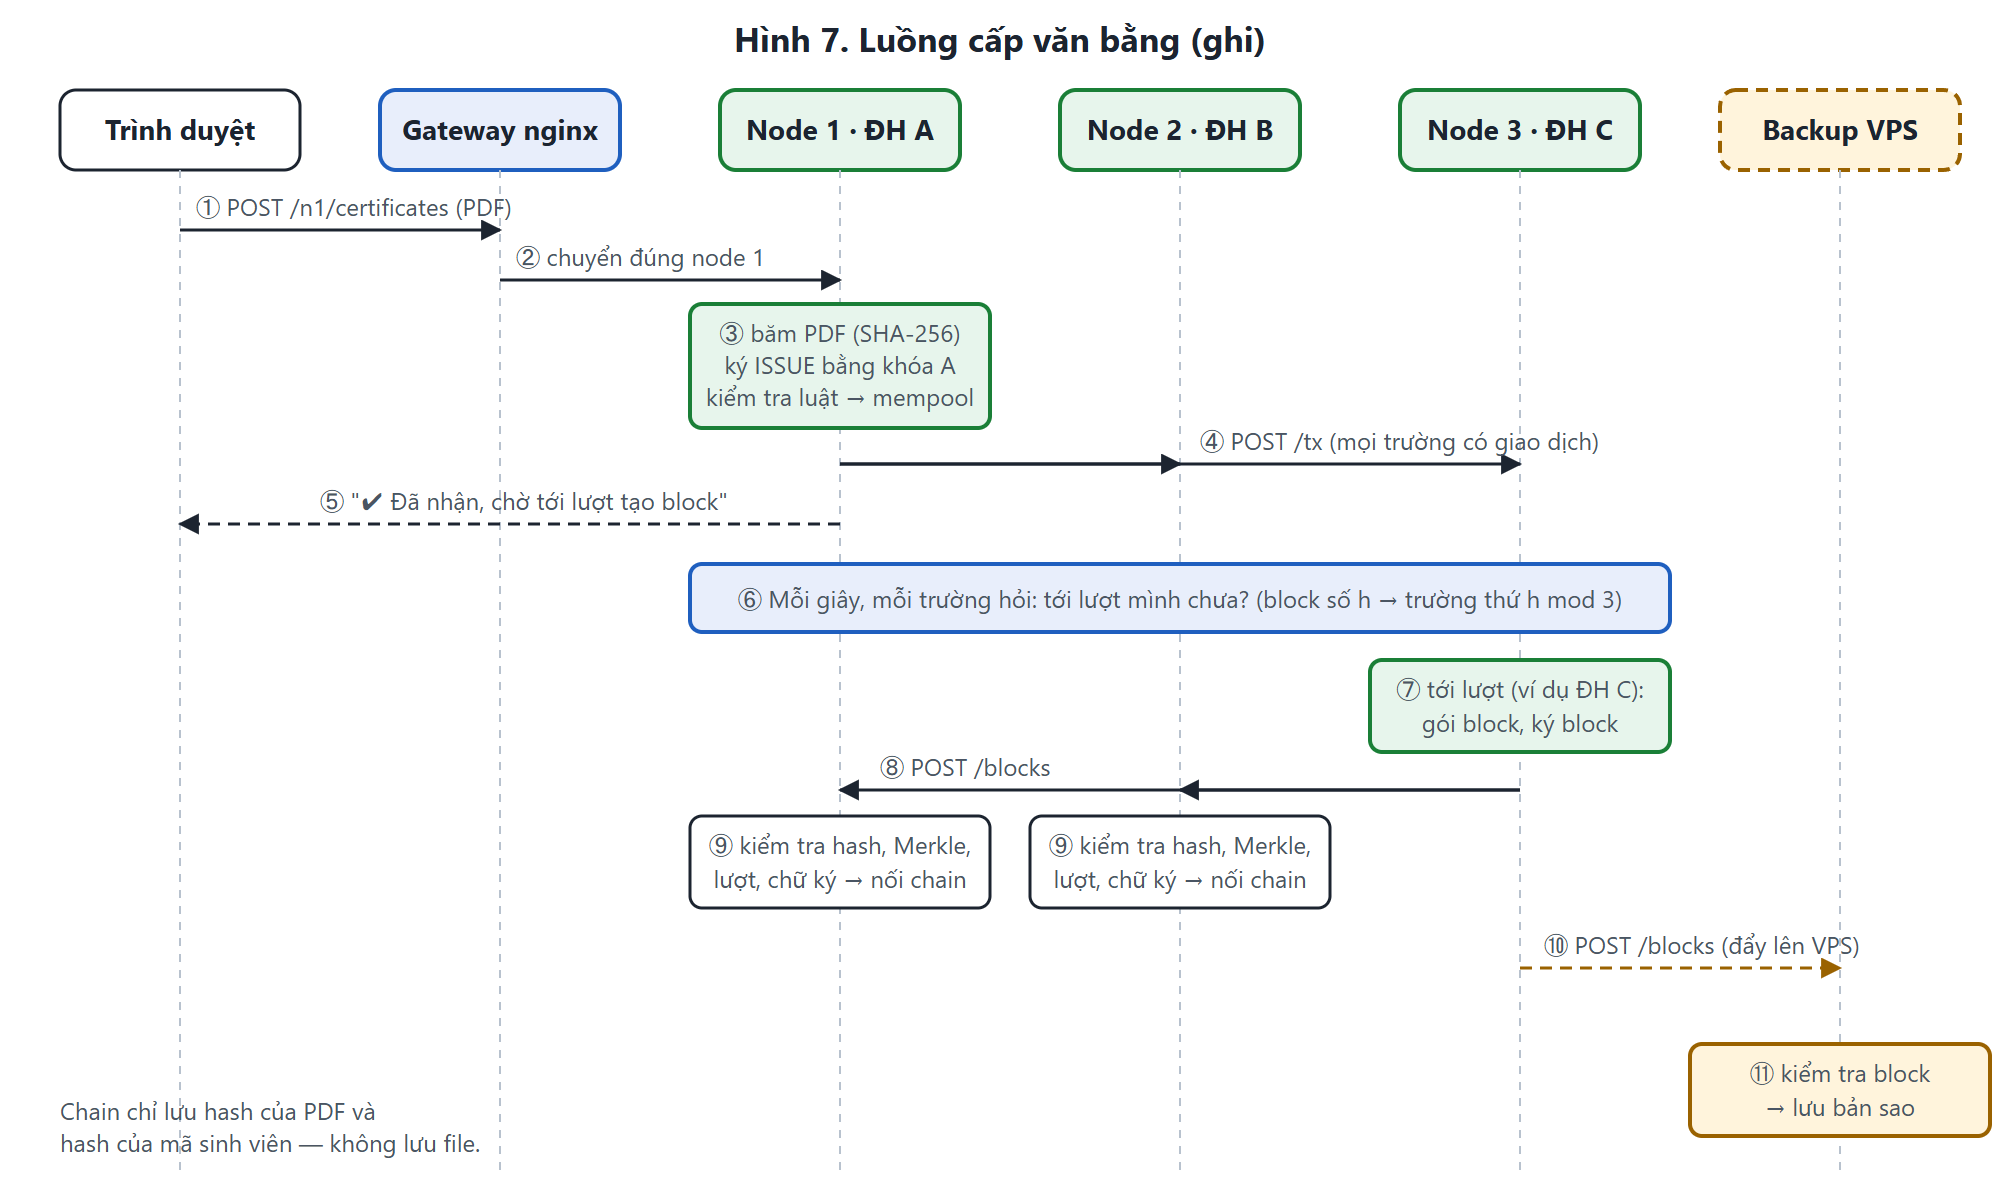 Hình 7. Luồng cấp văn bằng (ghi)
Trình duyệt
Gateway nginx
Node 1 · ĐH A
Node 2 · ĐH B
Node 3 · ĐH C
Backup VPS
① POST /n1/certificates (PDF)
② chuyển đúng node 1
③ băm PDF (SHA-256)
ký ISSUE bằng khóa A
kiểm tra luật → mempool
④ POST /tx (mọi trường có giao dịch)
⑤ "✔ Đã nhận, chờ tới lượt tạo block"
⑥ Mỗi giây, mỗi trường hỏi: tới lượt mình chưa? (block số h → trường thứ h mod 3)
⑦ tới lượt (ví dụ ĐH C):
gói block, ký block
⑧ POST /blocks
⑨ kiểm tra hash, Merkle,
lượt, chữ ký → nối chain
⑨ kiểm tra hash, Merkle,
lượt, chữ ký → nối chain
⑩ POST /blocks (đẩy lên VPS)
⑪ kiểm tra block
→ lưu bản sao
Chain chỉ lưu hash của PDF và
hash của mã sinh viên — không lưu file.